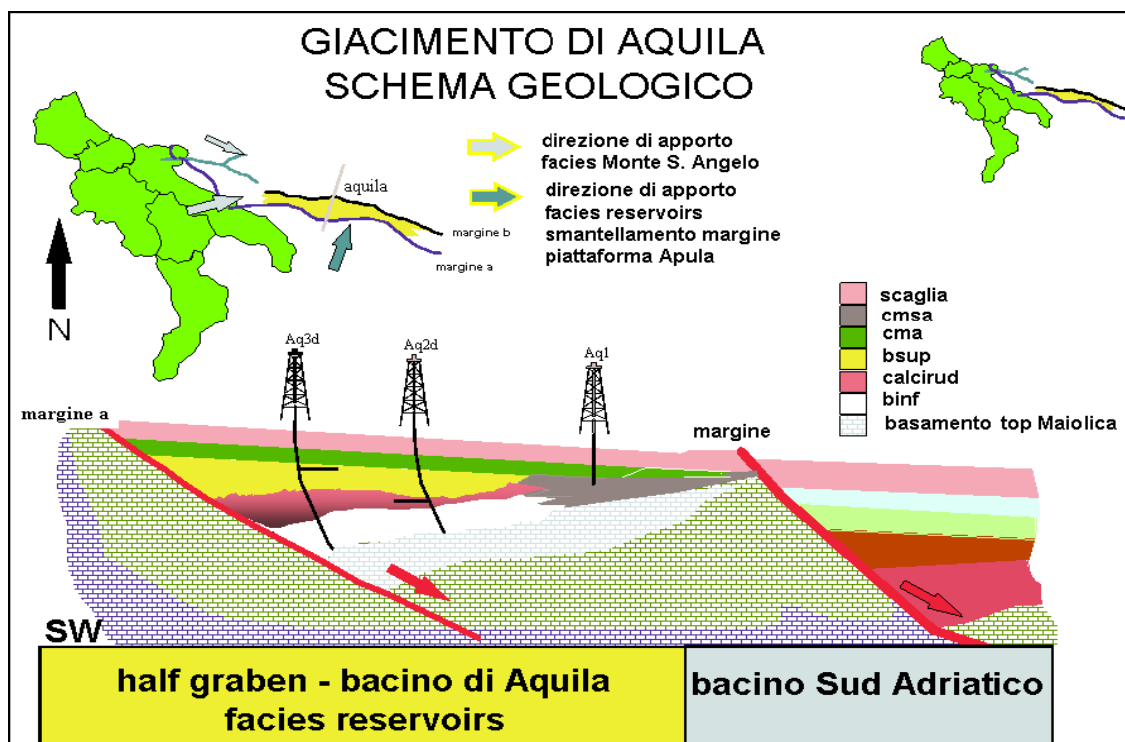 GIACIMENTO DI AQUILA
SCHEMA GEOLOGICO
direzione di apporto
facies Monte S. Angelo
direzione di apporto
facies reservoirs
smantellamento margine
piattaforma Apula
aquila
margine b
margine a
N
scaglia
cmsa
cma
bsup
calcirud
binf
basamento top Maiolica
Aq3d
Aq2d
Aq1
margine a
margine
SW
half graben - bacino di Aquila
facies reservoirs
bacino Sud Adriatico